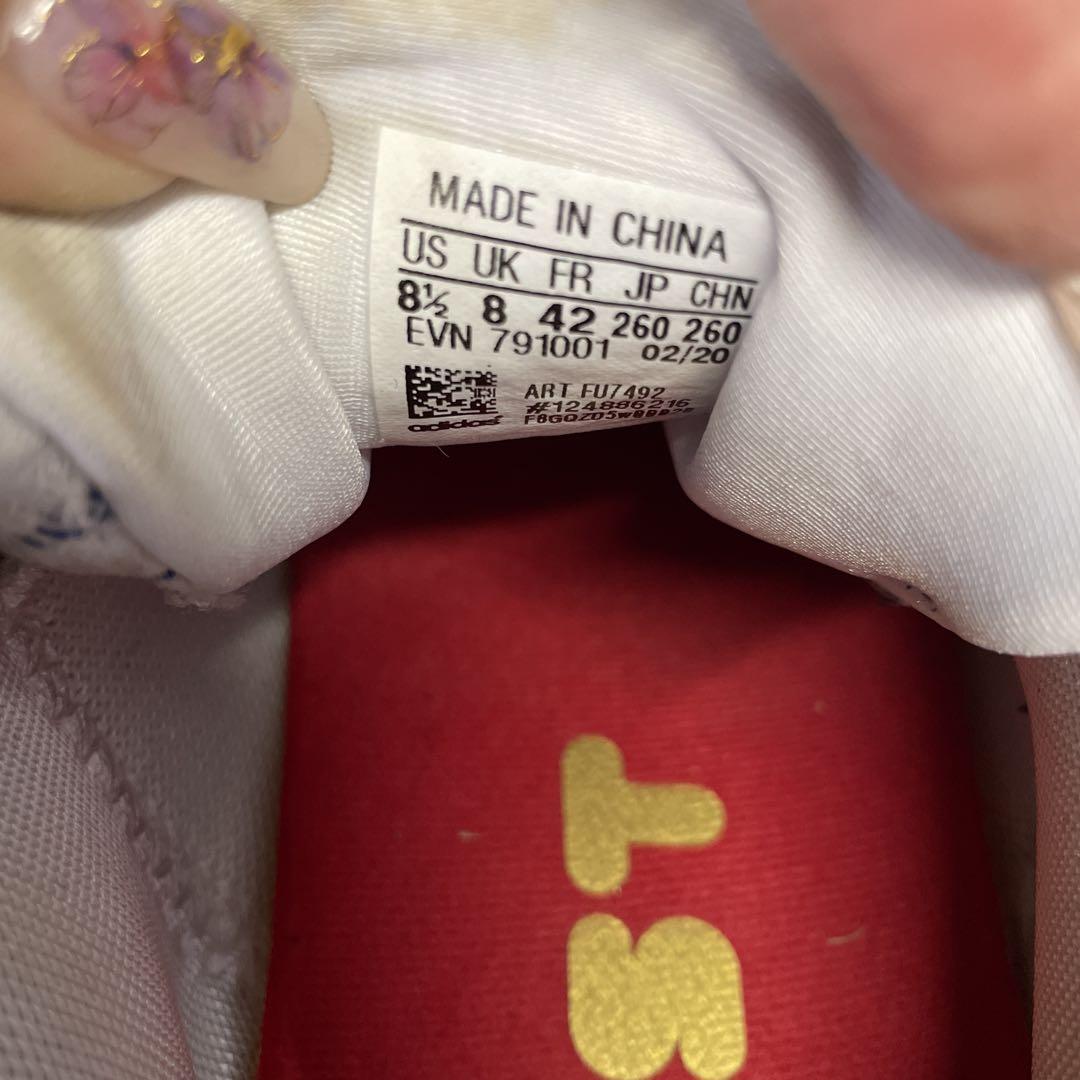 MADE IN CHINA
US UK FR JP CHN
8½ 8 42 260 260
EVN 791001 02/20
ART FU7492
#124886216
adidas
ST